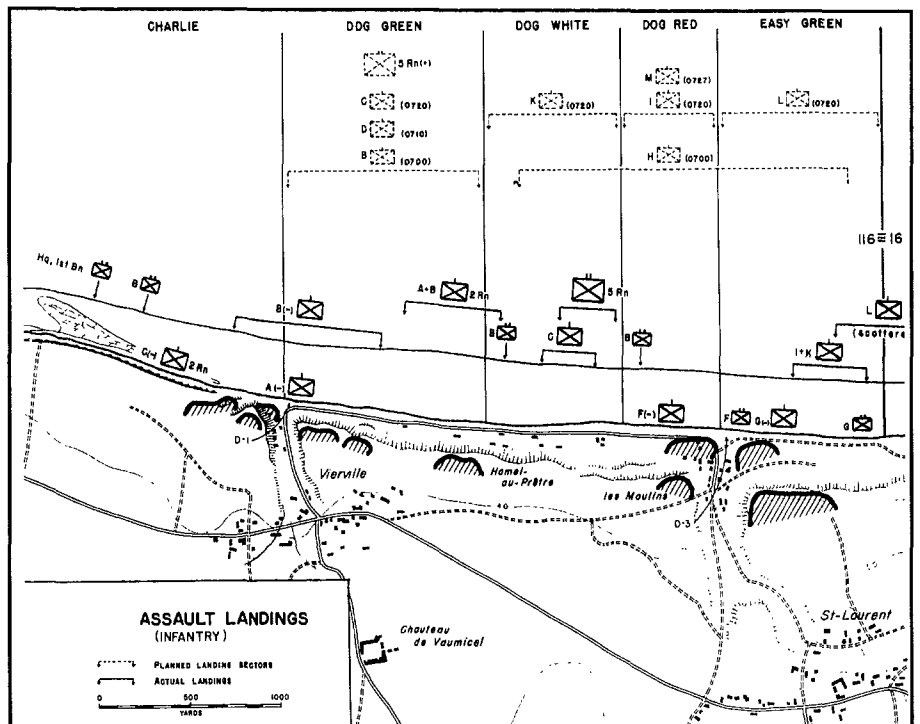 CHARLIE DOG GREEN DOG WHITE DOG RED EASY GREEN
5 Rn(+)
M (0727)
C (0720)
K (0720)
I (0720)
L (0720)
D (0710)
B (0700)
H (0700)
116 16
Hq, 1st Bn
B
B(-)
A+B 2 Rn
5 Rn
L
(scattere
B
C
B
I+K
C(-) 2 Rn
A(-)
F(-)
F
G(-)
G
D-1
Vierville
Hamel-
au-Prêtre
les Moulins
40
D-3
ASSAULT LANDINGS
(INFANTRY)
PLANNED LANDING SECTORS
ACTUAL LANDINGS
0 500 1000
YARDS
Chateau
de Vaumicel
St-Laurent